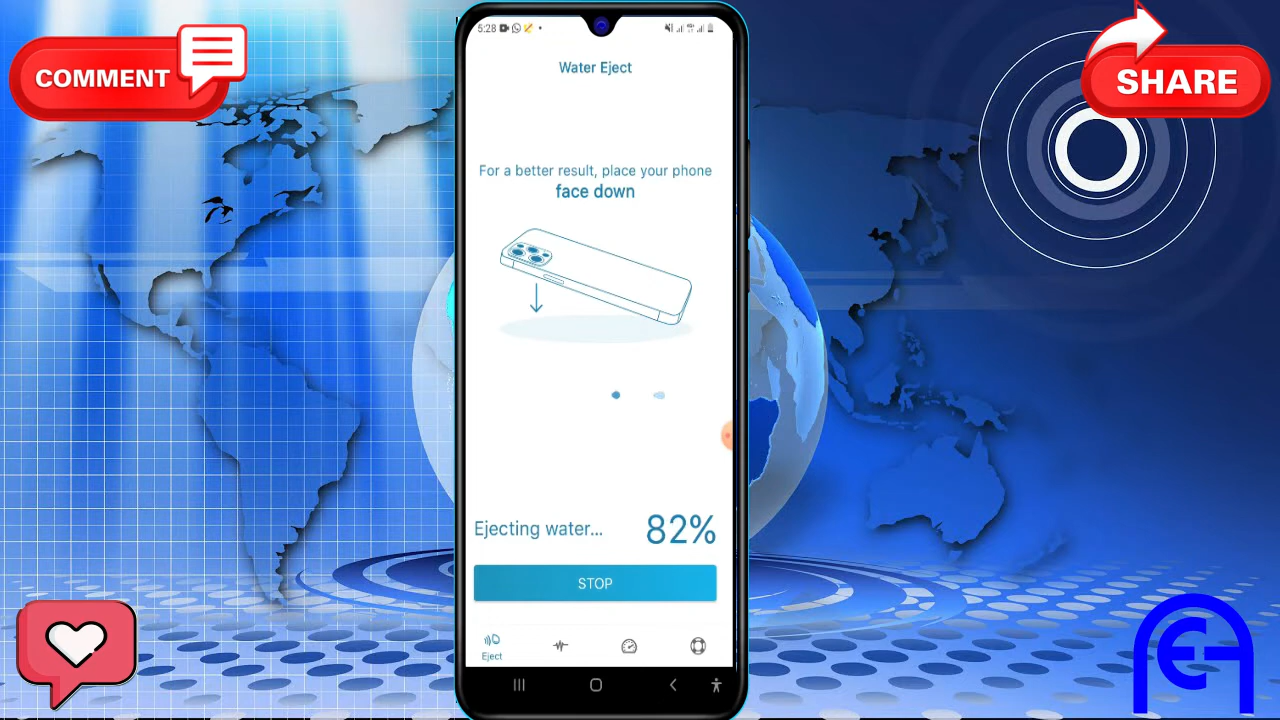 COMMENT
SHARE
5:28
Water Eject
For a better result, place your phone
face down
Ejecting water...
82%
STOP
Eject